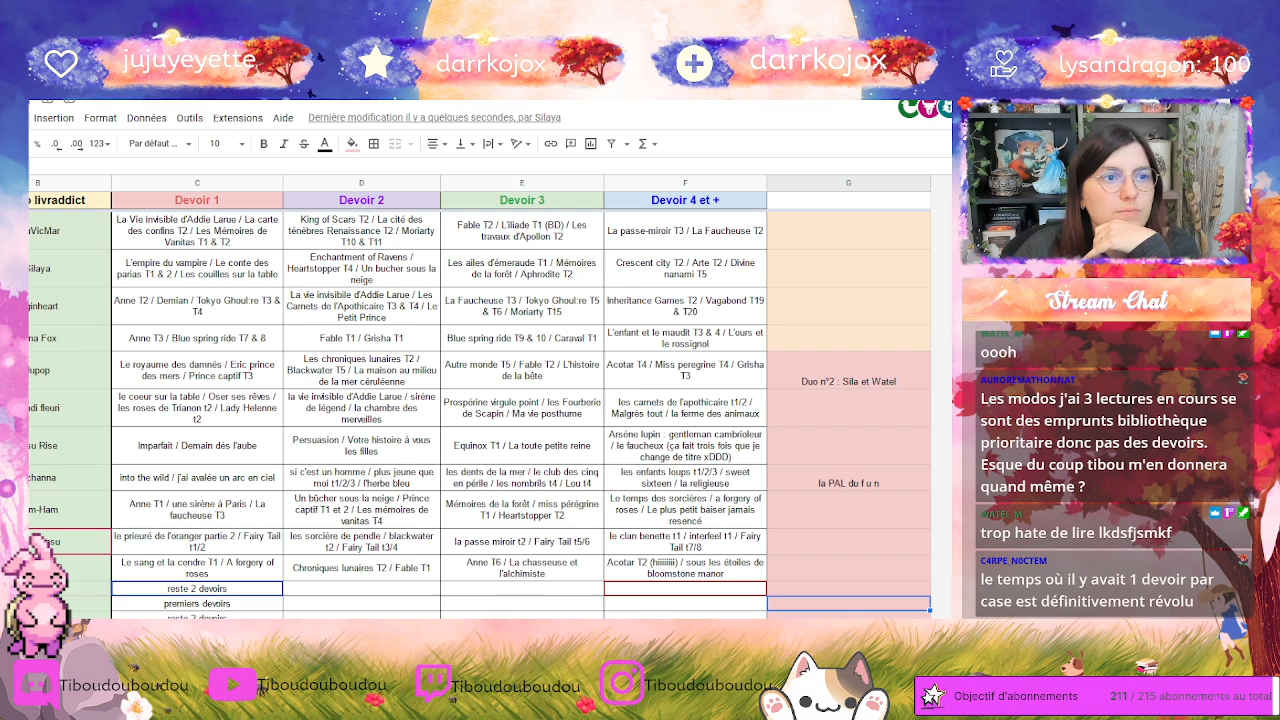 jujuyeyette
darrkojox
darrkojox
lysandragon: 100
Insertion Format Données Outils Extensions Aide
% .0 .00 123 Par défaut ... 10 B I S A
B C D E F G
livraddict Devoir 1 Devoir 2 Devoir 3 Devoir 4 et +
VicMar
La Vie invisible d'Addie Larue / La carte
des confins T2 / Les Mémoires de
Vanitas T1 & T2
King of Scars T2 / La cité des
ténèbres Renaissance T2 / Moriarty
T10 & T11
Fable T2 / L'îliade T1 (BD) / Les
travaux d'Apollon T2
La passe-miroir T3 / La Faucheuse T2
Silaya
L'empire du vampire / Le conte des
parias T1 & 2 / Les couilles sur la table
Enchantment of Ravens /
Heartstopper T4 / Un bucher sous la
neige
Les ailes d'émeraude T1 / Mémoires
de la forêt / Aphrodite T2
Crescent city T2 / Arte T2 / Divine
nanami T5
inheart
Anne T2 / Demian / Tokyo Ghoul:re T3 &
T4
La vie invisible d'Addie Larue / Les
Carnets de l'Apothicaire T3 & T4 / Le
Petit Prince
La Faucheuse T3 / Tokyo Ghoul:re T5
& T6 / Moriarty T15
Inheritance Games T2 / Vagabond T19
& T20
na Fox
Anne T3 / Blue spring ride T7 & 8
Fable T1 / Grisha T1
Blue spring ride T9 & 10 / Caraval T1
L'enfant et le maudit T3 & 4 / L'ours et
le rossignol
upop
Le royaume des damnés / Eric prince
des mers / Prince captif T3
Les chroniques lunaires T2 /
Blackwater T5 / La maison au milieu
de la mer céruléenne
Autre monde T5 / Fable T2 / L'histoire
de la bête
Acotar T4 / Miss peregrine T4 / Grisha
T3
Duo n°2 : Sila et Watel
di fleuri
le coeur sur la table / Oser ses rêves /
les roses de Trianon t2 / Lady Helenne
t2
la vie invisible d'Addie Larue / sirène
de légend / la chambre des
merveilles
Prospérine virgule point / les Fourberie
de Scapin / Ma vie posthume
les carnets de l'apothicaire t1/2 /
Malgrès tout / la ferme des animaux
su Rise
Imparfait / Demain dès l'aube
Persuasion / Votre histoire à vous
les filles
Equinox T1 / La toute petite reine
Arsène lupin : gentleman cambrioleur
/ le faucheux (ça fait trois fois que je
change de titre xDDD)
hanna
into the wild / j'ai avalée un arc en ciel
si c'est un homme / plus jeune que
moi t1/2/3 / l'herbe bleu
les dents de la mer / le club des cinq
en périle / les nombrils t4 / Lou t4
les enfants loups t1/2/3 / sweet
sixteen / la religieuse
la PAL du f u n
m-Ham
Anne T1 / une sirène à Paris / La
faucheuse T3
Un bûcher sous la neige / Prince
captif T1 et 2 / Les mémoires de
vanitas T4
Mémoires de la forêt / miss pérégrine
T1 / Heartstopper T2
Le temps des sorcières / a forgery of
roses / Le plus petit baiser jamais
resencé
su
le prieuré de l'oranger partie 2 / Fairy Tail
t1/2
les sorcière de pendle / blackwater
t2 / Fairy Tail t3/4
la passe miroir t2 / Fairy tail t5/6
le clan benette t1 / interfeel t1 / Fairy
Tail t7/8
Le sang et la cendre T1 / A forgery of
roses
Chroniques lunaires T2 / Fable T1
Anne T6 / La chasseuse et
l'alchimiste
Acotar T2 (hiiiiiiii) / sous les étoiles de
bloomstone manor
reste 2 devoirs
premiers devoirs
reste 2 devoirs
Stream Chat
WATEL_M
oooh
AUROREMATHONNAT
Les modos j'ai 3 lectures en cours se
sont des emprunts bibliothèque
prioritaire donc pas des devoirs.
Esque du coup tibou m'en donnera
quand même ?
WATEL_M
trop hate de lire lkdsfjsmkf
C4RPE_N0CTEM
le temps où il y avait 1 devoir par
case est définitivement révolu
Tiboudouboudou Tiboudouboudou Tiboudouboudou Tiboudouboudou
Objectif d'abonnements 211 / 215 abonnements au total